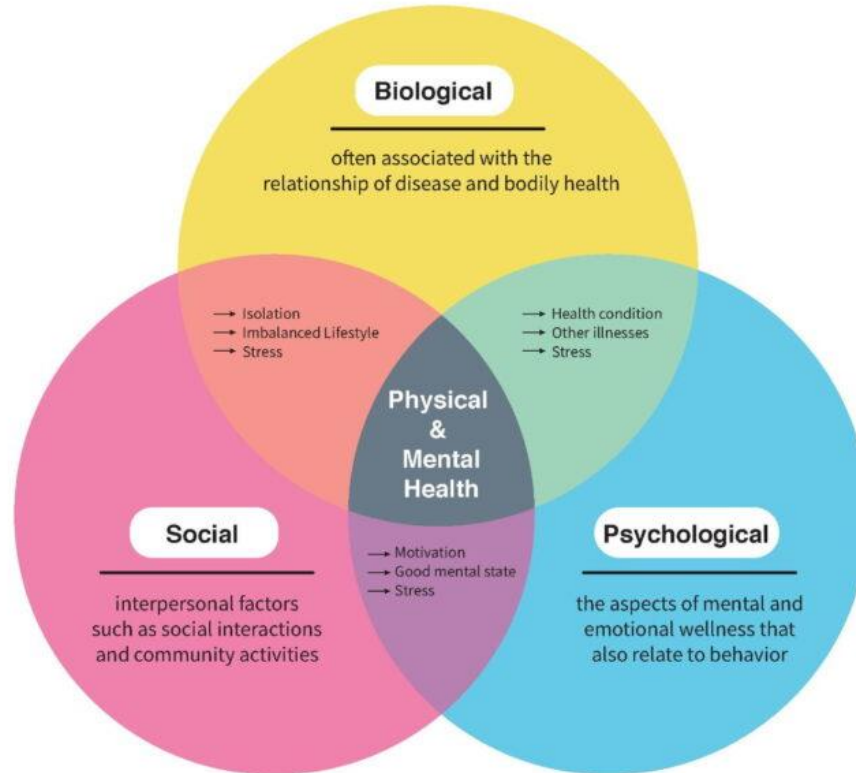 Biological
often associated with the
relationship of disease and bodily health
→ Isolation
→ Imbalanced Lifestyle
→ Stress
→ Health condition
→ Other illnesses
→ Stress
Physical
&
Mental
Health
Social
interpersonal factors
such as social interactions
and community activities
→ Motivation
→ Good mental state
→ Stress
Psychological
the aspects of mental and
emotional wellness that
also relate to behavior